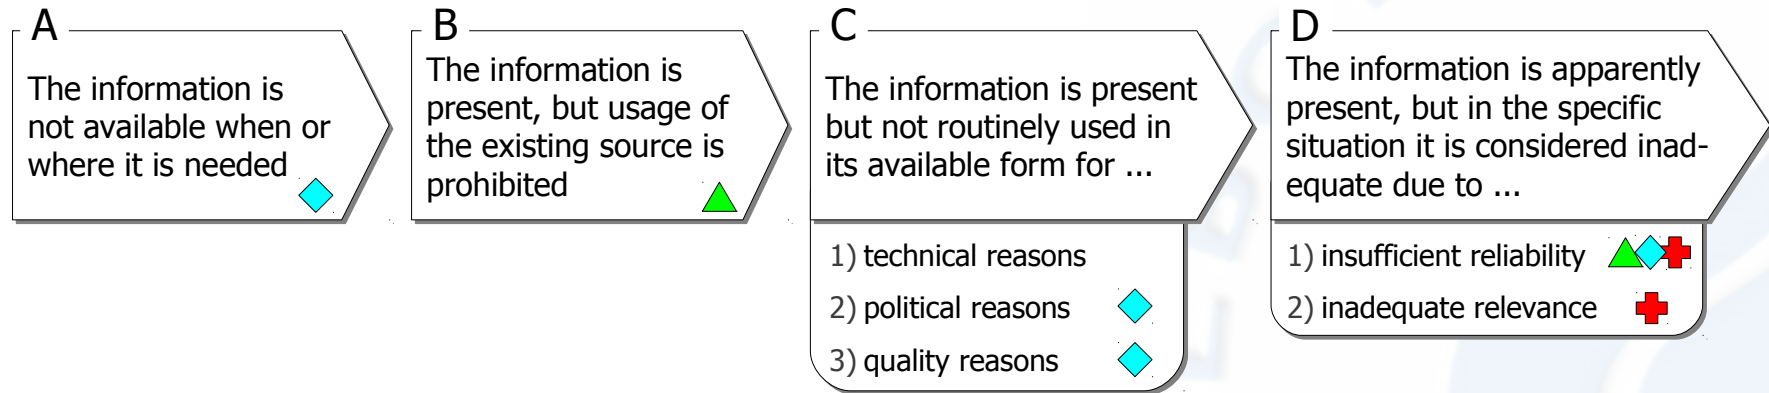 A
The information is
not available when or
where it is needed
B
The information is
present, but usage of
the existing source is
prohibited
C
The information is present
but not routinely used in
its available form for ...
1) technical reasons
2) political reasons
3) quality reasons
D
The information is apparently
present, but in the specific
situation it is considered inad-
equate due to ...
1) insufficient reliability
2) inadequate relevance